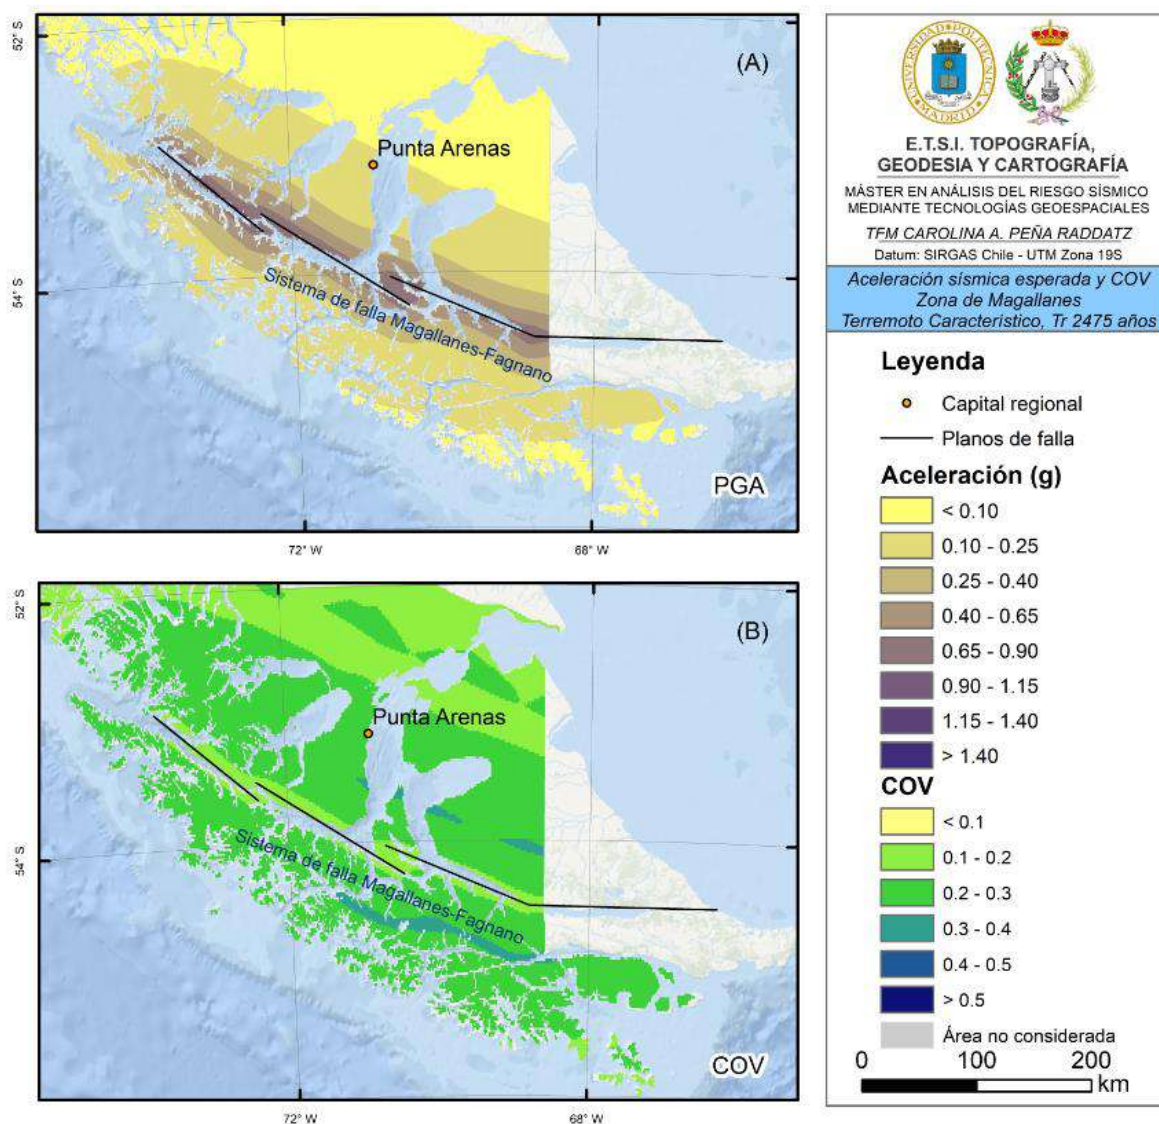 52° S
54° S
72° W
68° W
(A)
Punta Arenas
Sistema de falla Magallanes-Fagnano
PGA
52° S
54° S
72° W
68° W
(B)
Punta Arenas
Sistema de falla Magallanes-Fagnano
COV
UNIVERSIDAD POLITÉCNICA
MADRID
E.T.S.I. TOPOGRAFÍA,
GEODESIA Y CARTOGRAFÍA
MÁSTER EN ANÁLISIS DEL RIESGO SÍSMICO
MEDIANTE TECNOLOGÍAS GEOESPACIALES
TFM CAROLINA A. PEÑA RADDATZ
Datum: SIRGAS Chile - UTM Zona 19S
Aceleración sísmica esperada y COV
Zona de Magallanes
Terremoto Característico, Tr 2475 años
Leyenda
Capital regional
Planos de falla
Aceleración (g)
< 0.10
0.10 - 0.25
0.25 - 0.40
0.40 - 0.65
0.65 - 0.90
0.90 - 1.15
1.15 - 1.40
> 1.40
COV
< 0.1
0.1 - 0.2
0.2 - 0.3
0.3 - 0.4
0.4 - 0.5
> 0.5
Área no considerada
0 100 200
km